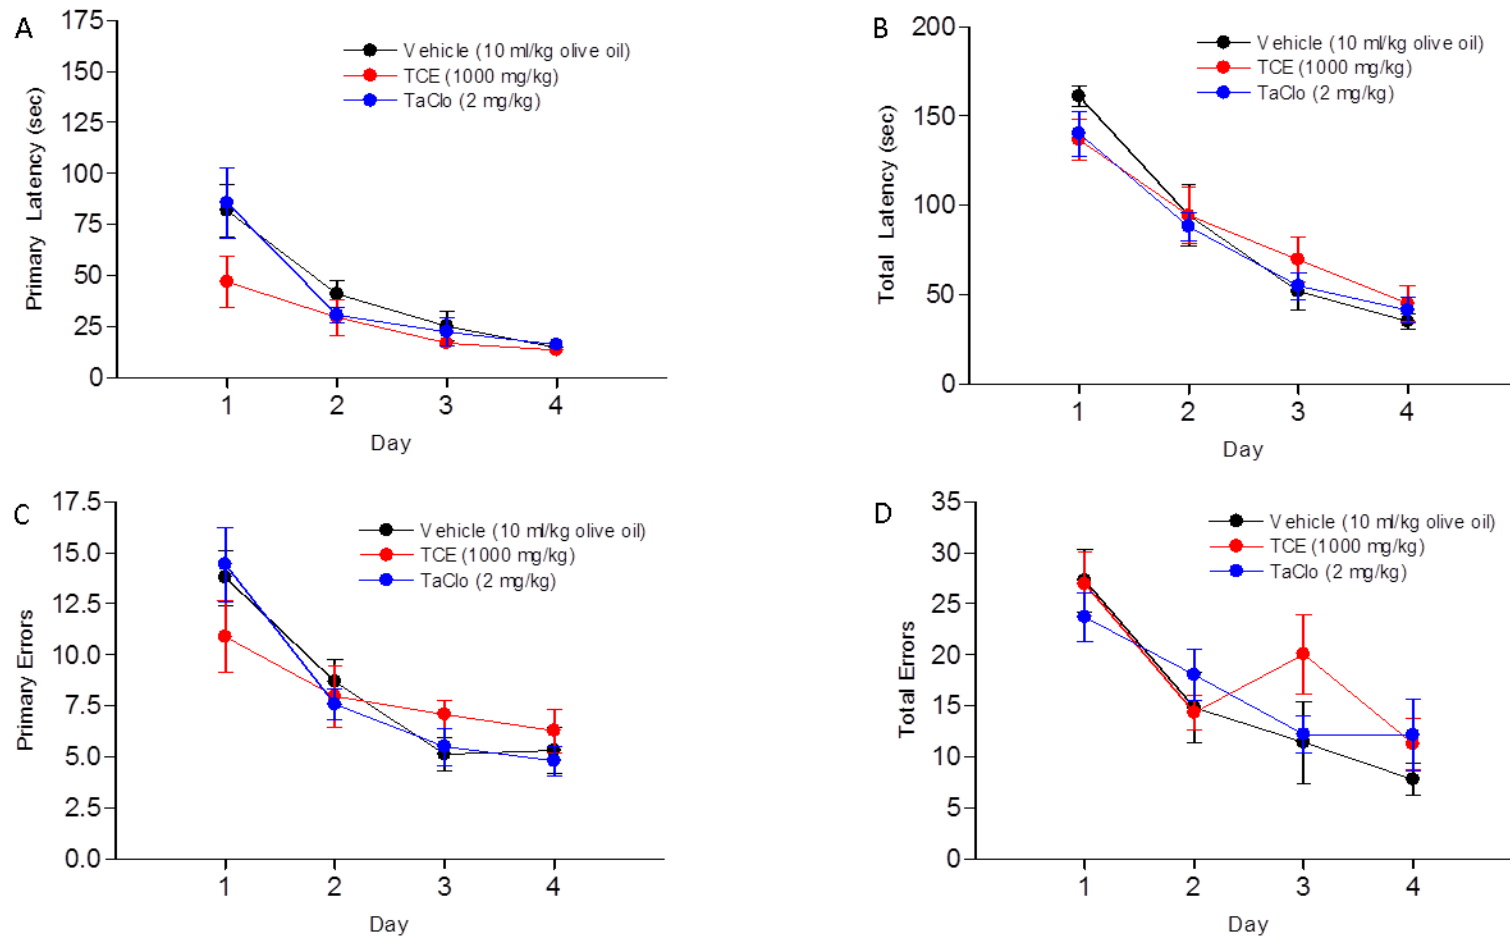 A
175
150
125
100
75
50
25
0
Primary Latency (sec)
Vehicle (10 ml/kg olive oil)
TCE (1000 mg/kg)
TaClo (2 mg/kg)
1 2 3 4
Day
B
200
150
100
50
0
Total Latency (sec)
Vehicle (10 ml/kg olive oil)
TCE (1000 mg/kg)
TaClo (2 mg/kg)
1 2 3 4
Day
C
17.5
15.0
12.5
10.0
7.5
5.0
2.5
0.0
Primary Errors
Vehicle (10 ml/kg olive oil)
TCE (1000 mg/kg)
TaClo (2 mg/kg)
1 2 3 4
Day
D
35
30
25
20
15
10
5
0
Total Errors
Vehicle (10 ml/kg olive oil)
TCE (1000 mg/kg)
TaClo (2 mg/kg)
1 2 3 4
Day